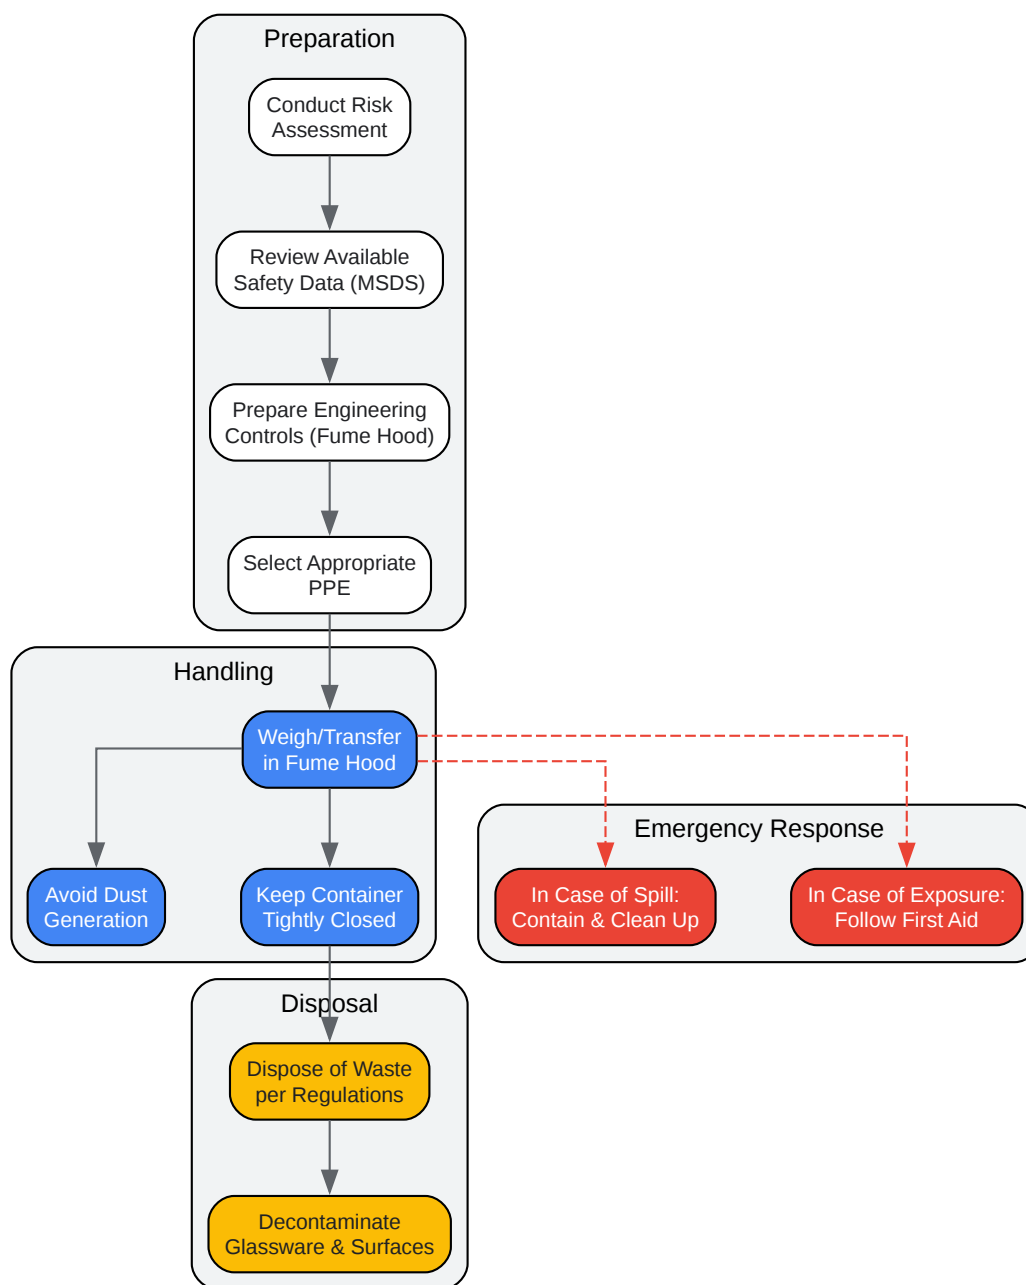 Preparation
Conduct Risk
Assessment
Review Available
Safety Data (MSDS)
Prepare Engineering
Controls (Fume Hood)
Select Appropriate
PPE
Handling
Weigh/Transfer
in Fume Hood
Avoid Dust
Generation
Keep Container
Tightly Closed
Emergency Response
In Case of Spill:
Contain & Clean Up
In Case of Exposure:
Follow First Aid
Disposal
Dispose of Waste
per Regulations
Decontaminate
Glassware & Surfaces